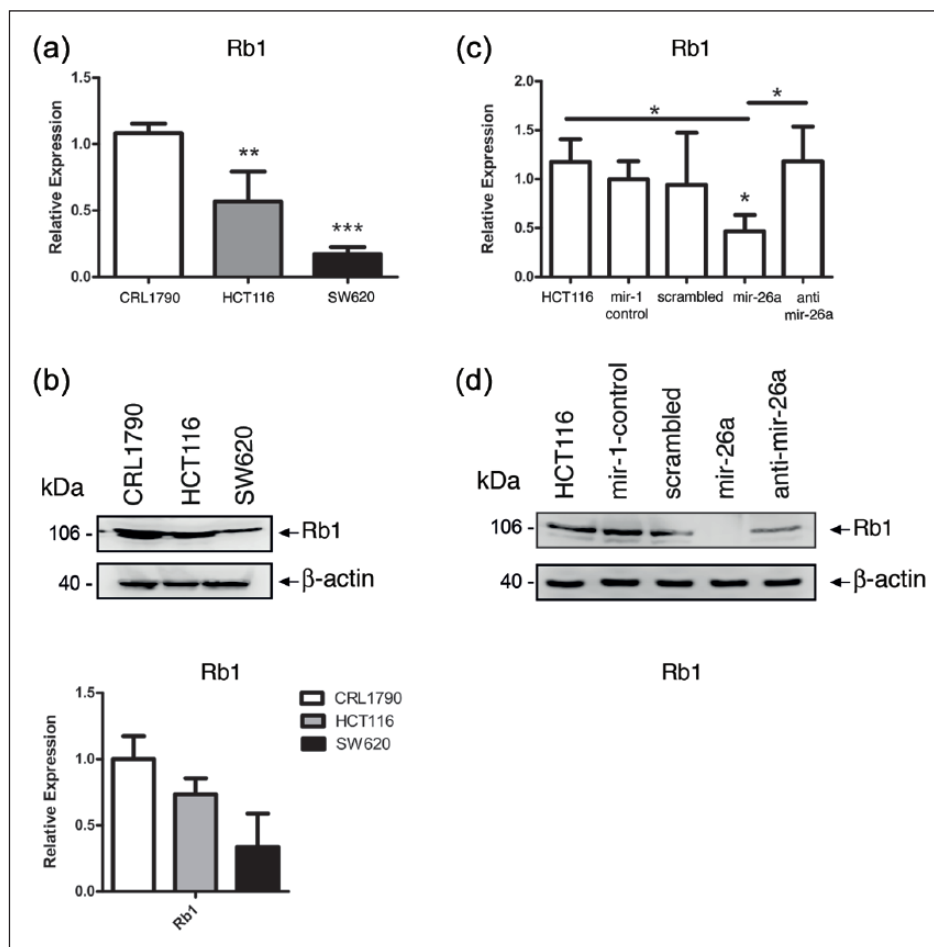 (a)
Rb1
Relative Expression
1.5
1.0
0.5
0.0
**
***
CRL1790
HCT116
SW620
(c)
Rb1
Relative Expression
2.0
1.5
1.0
0.5
0.0
*
*
*
HCT116
mir-1 control
scrambled
mir-26a
anti mir-26a
(b)
kDa
CRL1790
HCT116
SW620
106 -
Rb1
40 -
β-actin
Rb1
Relative Expression
1.5
1.0
0.5
0.0
Rb1
CRL1790
HCT116
SW620
(d)
kDa
HCT116
mir-1-control
scrambled
mir-26a
anti-mir-26a
106 -
Rb1
40 -
β-actin
Rb1